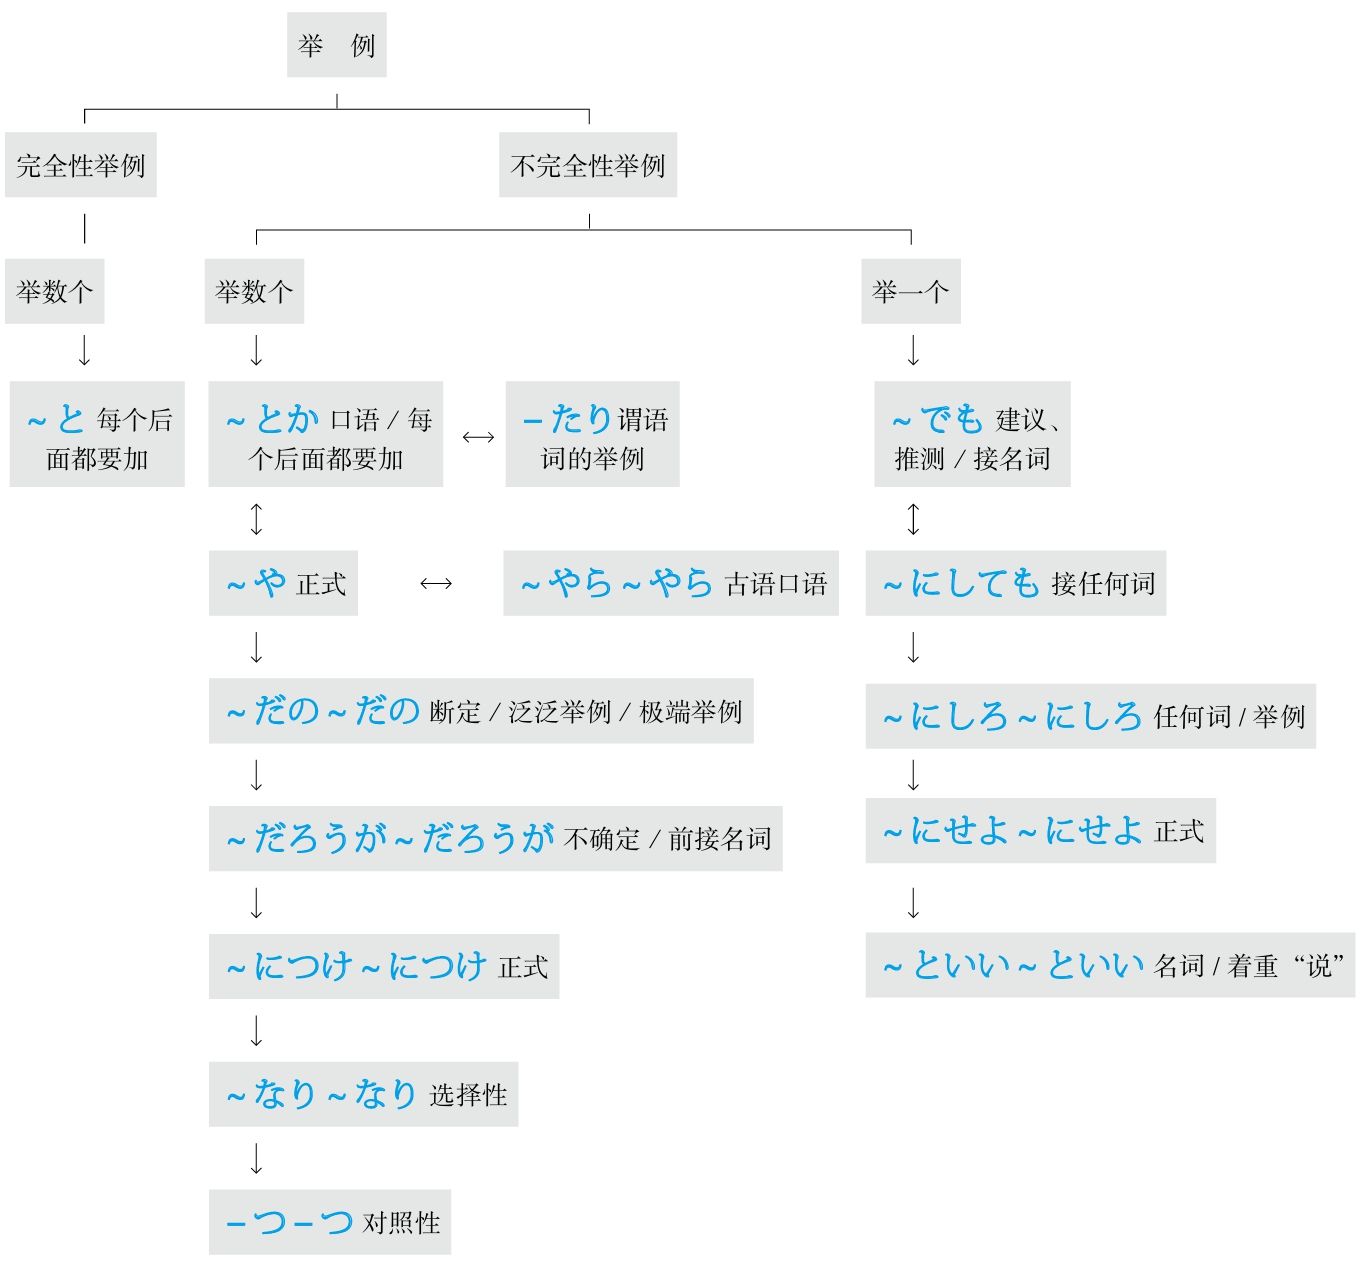 举 例
完全性举例
不完全性举例
举数个
举数个
举一个
~と 每个后
面都要加
~とか 口语 / 每
个后面都要加
–たり谓语
词的举例
~でも 建议、
推测 / 接名词
~や 正式
~やら~やら 古语口语
~にしても 接任何词
~だの~だの 断定 / 泛泛举例 / 极端举例
~にしろ~にしろ 任何词 / 举例
~だろうが~だろうが 不确定 / 前接名词
~にせよ~にせよ 正式
~につけ~につけ 正式
~といい~といい 名词 / 着重“说”
~なり~なり 选择性
–つ–つ 对照性